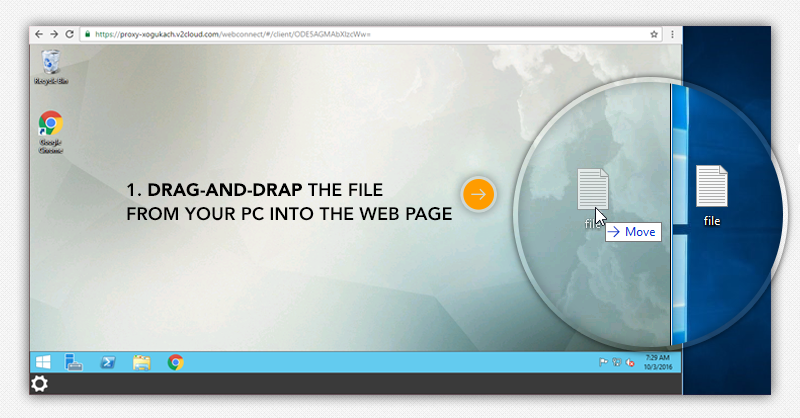 https://proxy-xogukach.v2cloud.com/webconnect/#/client/ODE5AGMAbXlzcWw=
Recycle Bin
Google
Chrome
1. DRAG-AND-DRAP THE FILE
FROM YOUR PC INTO THE WEB PAGE
file
file
Move
7:29 AM
10/3/2016